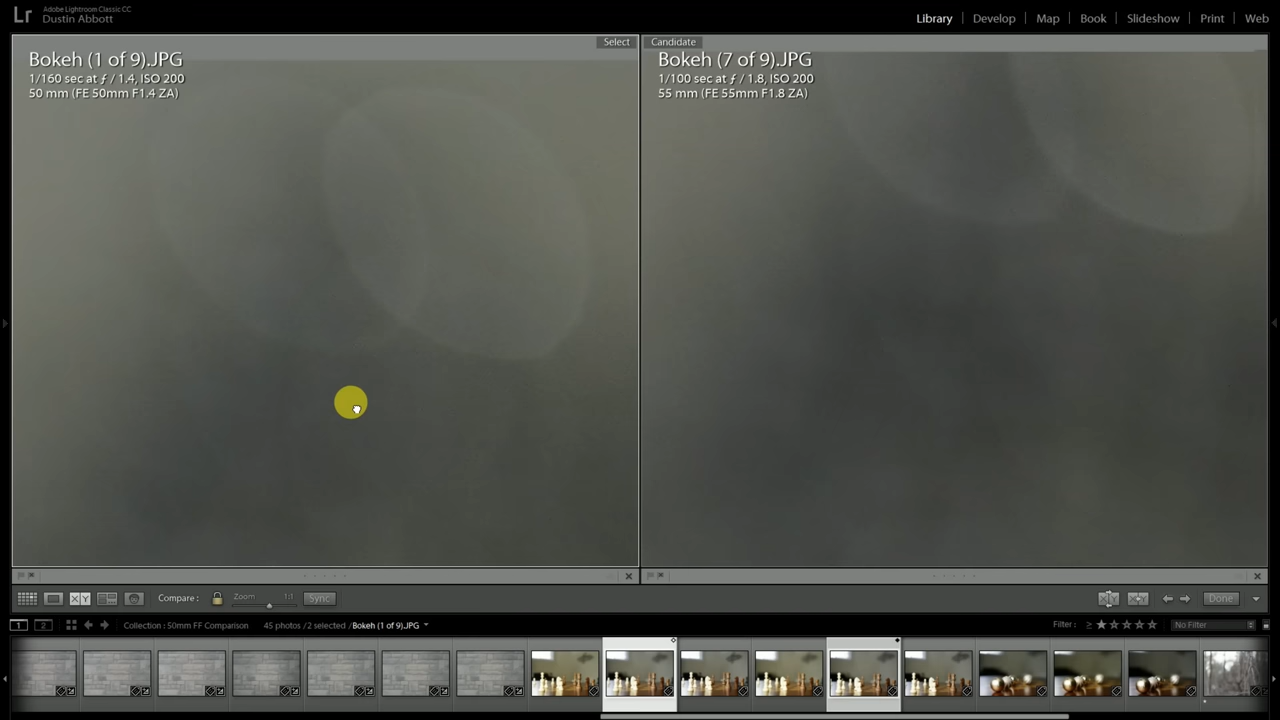 Lr
Adobe Lightroom Classic CC
Dustin Abbott
Library | Develop | Map | Book | Slideshow | Print | Web
Select
Bokeh (1 of 9).JPG
1/160 sec at ƒ / 1.4, ISO 200
50 mm (FE 50mm F1.4 ZA)
Candidate
Bokeh (7 of 9).JPG
1/100 sec at ƒ / 1.8, ISO 200
55 mm (FE 55mm F1.8 ZA)
X Y
Compare :
Zoom
1:1
Sync
Done
1
2
Collection : 50mm FF Comparison
45 photos / 2 selected / Bokeh (1 of 9).JPG
Filter :
≥
No Filter